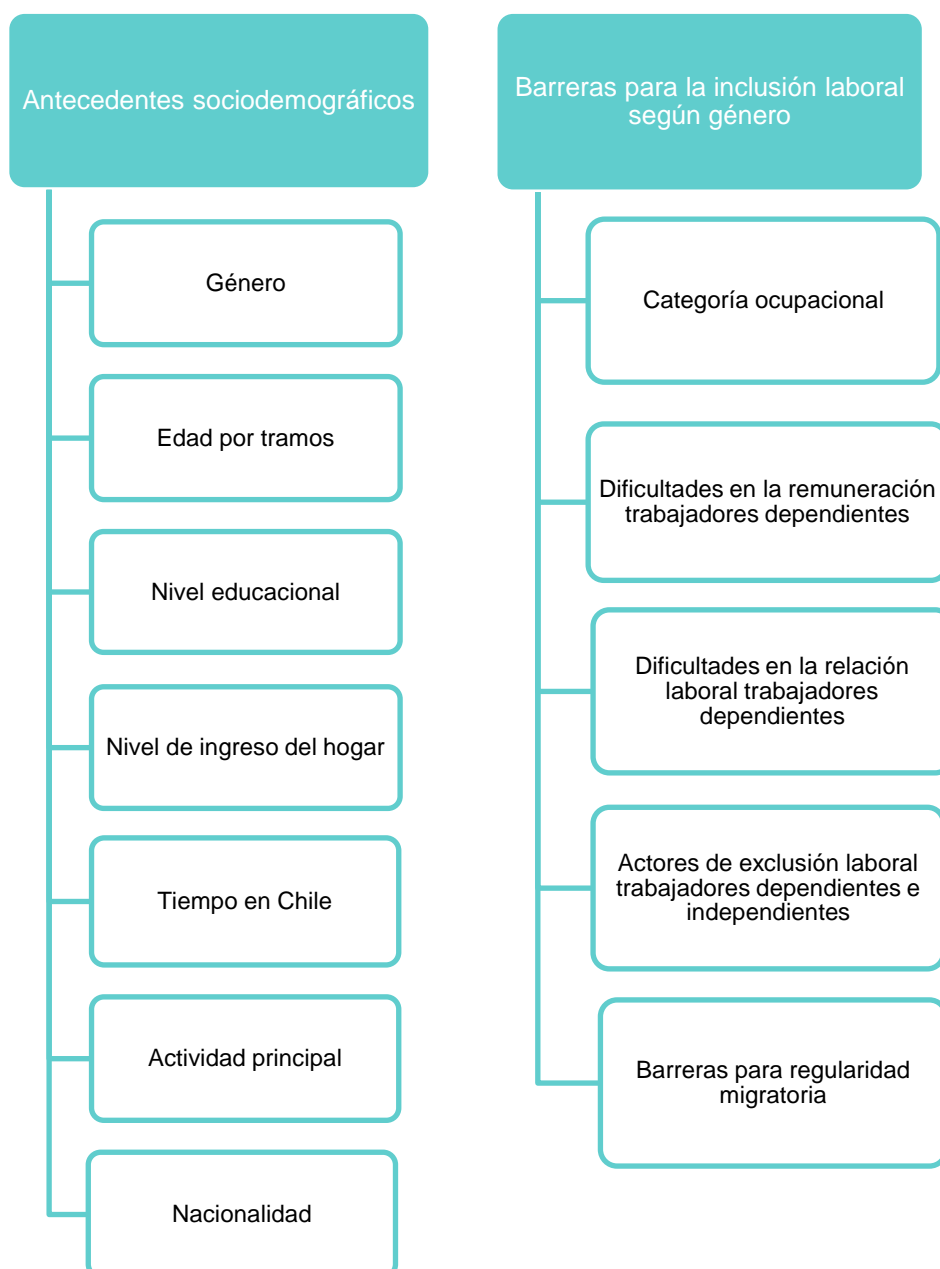 Antecedentes sociodemográficos
Género
Edad por tramos
Nivel educacional
Nivel de ingreso del hogar
Tiempo en Chile
Actividad principal
Nacionalidad
Barreras para la inclusión laboral
según género
Categoría ocupacional
Dificultades en la remuneración
trabajadores dependientes
Dificultades en la relación
laboral trabajadores
dependientes
Actores de exclusión laboral
trabajadores dependientes e
independientes
Barreras para regularidad
migratoria